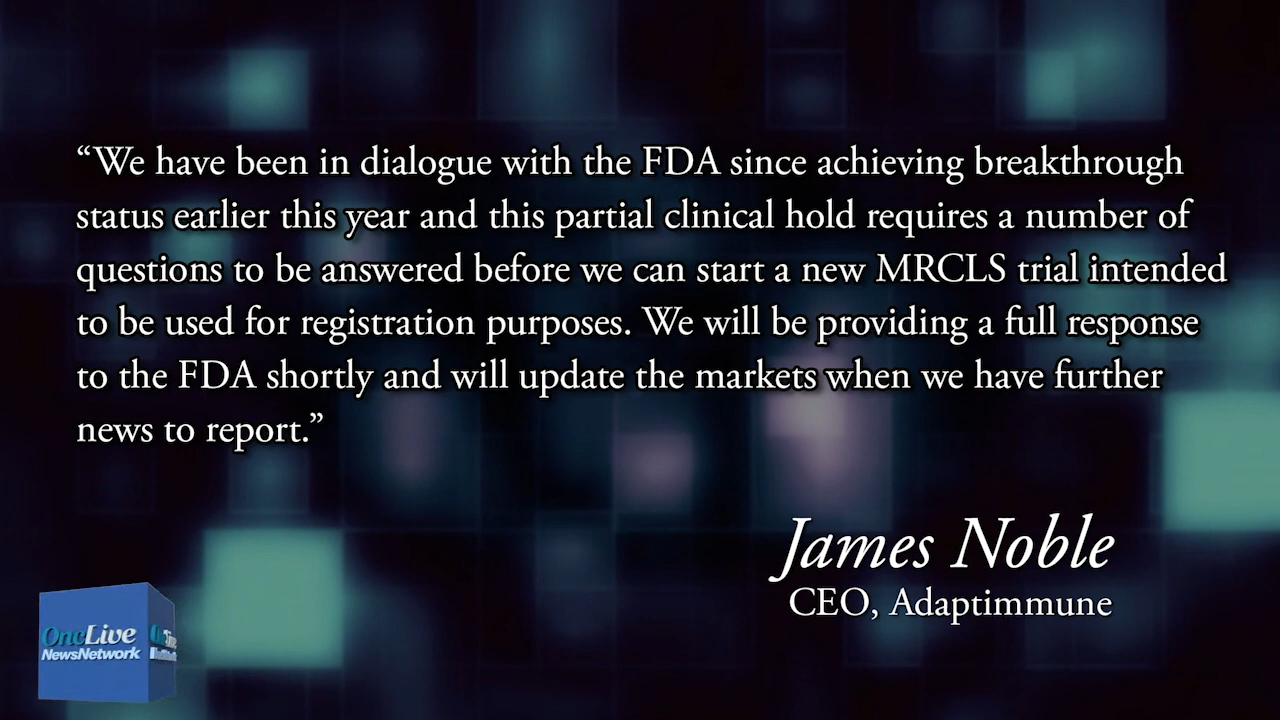 “We have been in dialogue with the FDA since achieving breakthrough
status earlier this year and this partial clinical hold requires a number of
questions to be answered before we can start a new MRCLS trial intended
to be used for registration purposes. We will be providing a full response
to the FDA shortly and will update the markets when we have further
news to report.”
James Noble
CEO, Adaptimmune
OncLive
NewsNetwork